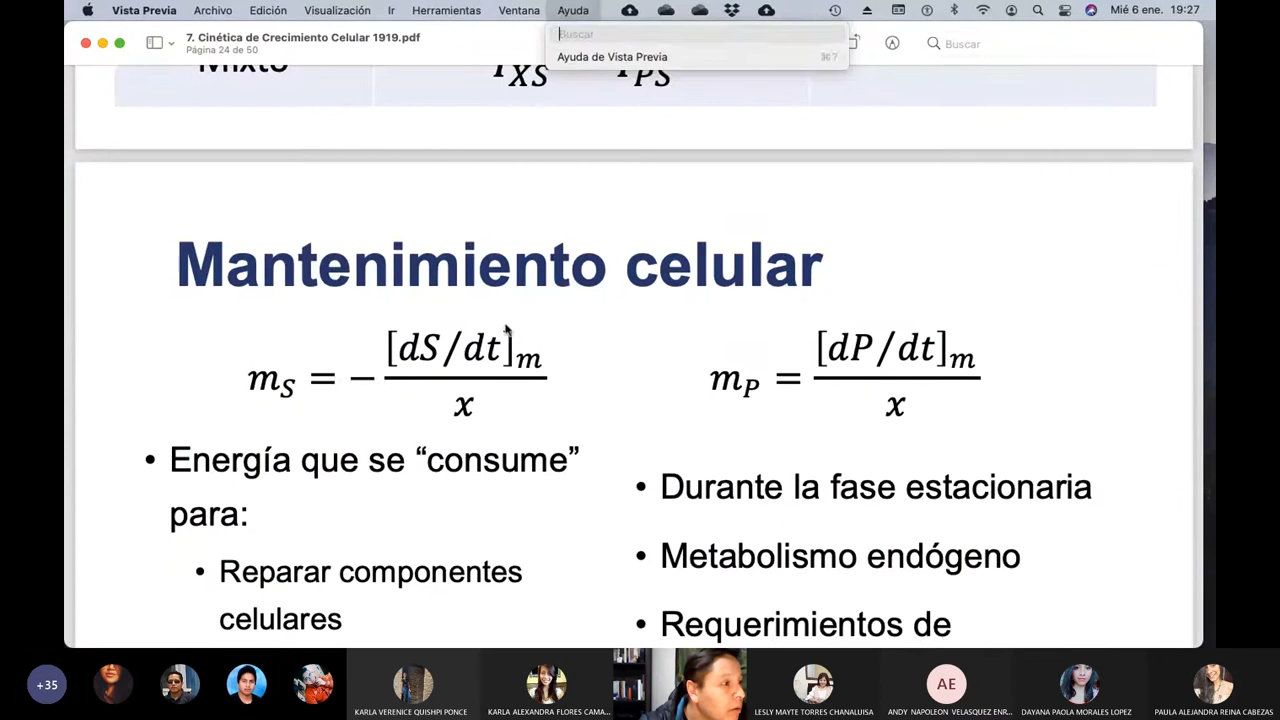 Vista Previa Archivo Edición Visualización Ir Herramientas Ventana Ayuda Mié 6 ene. 19:27
7. Cinética de Crecimiento Celular 1919.pdf
Página 24 de 50
Buscar
Ayuda de Vista Previa ⌘?
Buscar
Mixto
Y_XS Y_PS
Mantenimiento celular
m_S = − [dS/dt]_m / x
m_P = [dP/dt]_m / x
• Energía que se “consume”
para:
• Reparar componentes
celulares
• Durante la fase estacionaria
• Metabolismo endógeno
• Requerimientos de
+35
KARLA VERENICE QUISHPI PONCE
KARLA ALEXANDRA FLORES CAMA...
LESLY MAYTE TORRES CHANALUISA
AE
ANDY NAPOLEON VELASQUEZ ENR...
DAYANA PAOLA MORALES LOPEZ
PAULA ALEJANDRA REINA CABEZAS